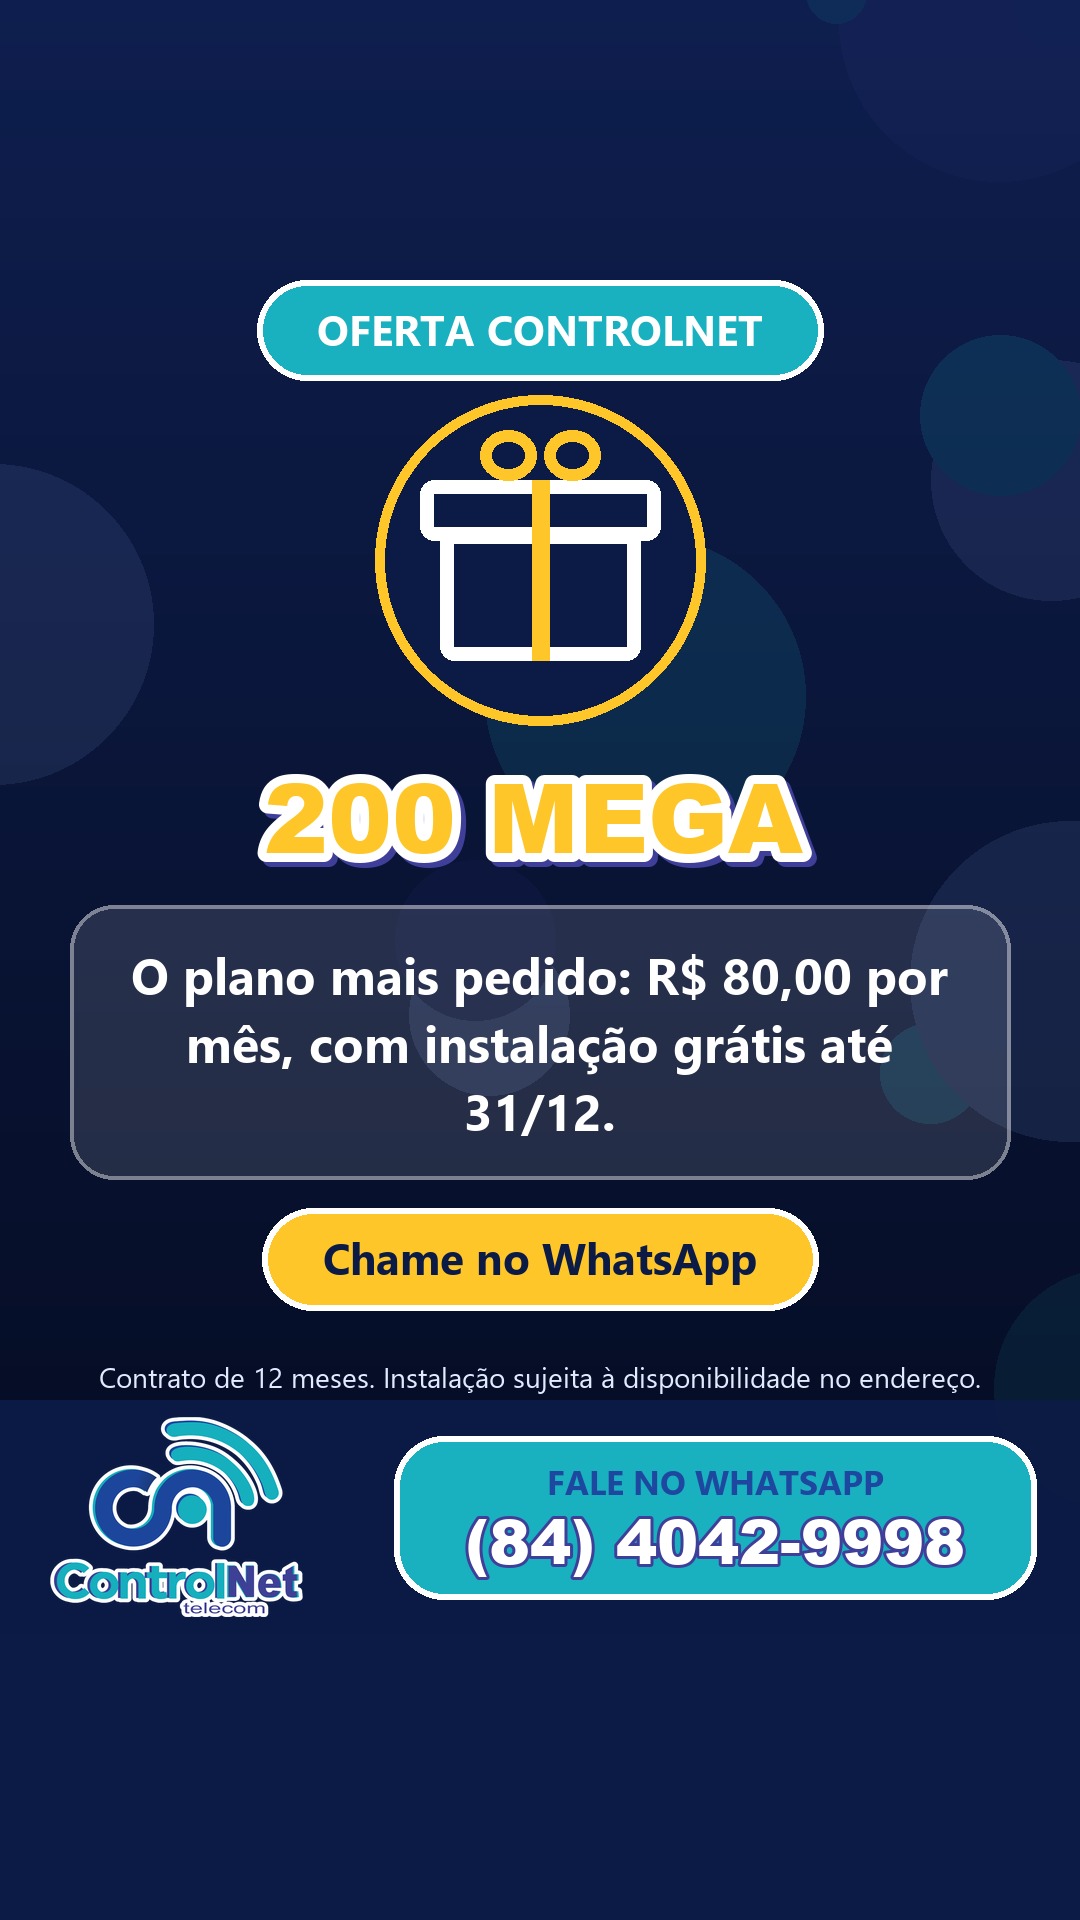 OFERTA CONTROLNET
200 MEGA
O plano mais pedido: R$ 80,00 por
mês, com instalação grátis até
31/12.
Chame no WhatsApp
Contrato de 12 meses. Instalação sujeita à disponibilidade no endereço.
ControlNet
telecom
FALE NO WHATSAPP
(84) 4042-9998